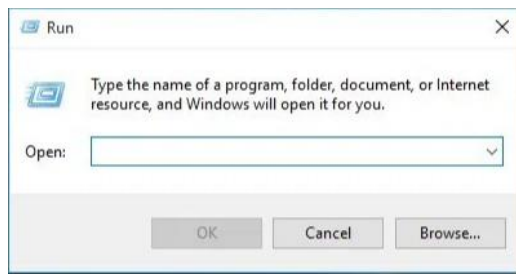 Run
Type the name of a program, folder, document, or Internet
resource, and Windows will open it for you.
Open:
OK Cancel Browse...